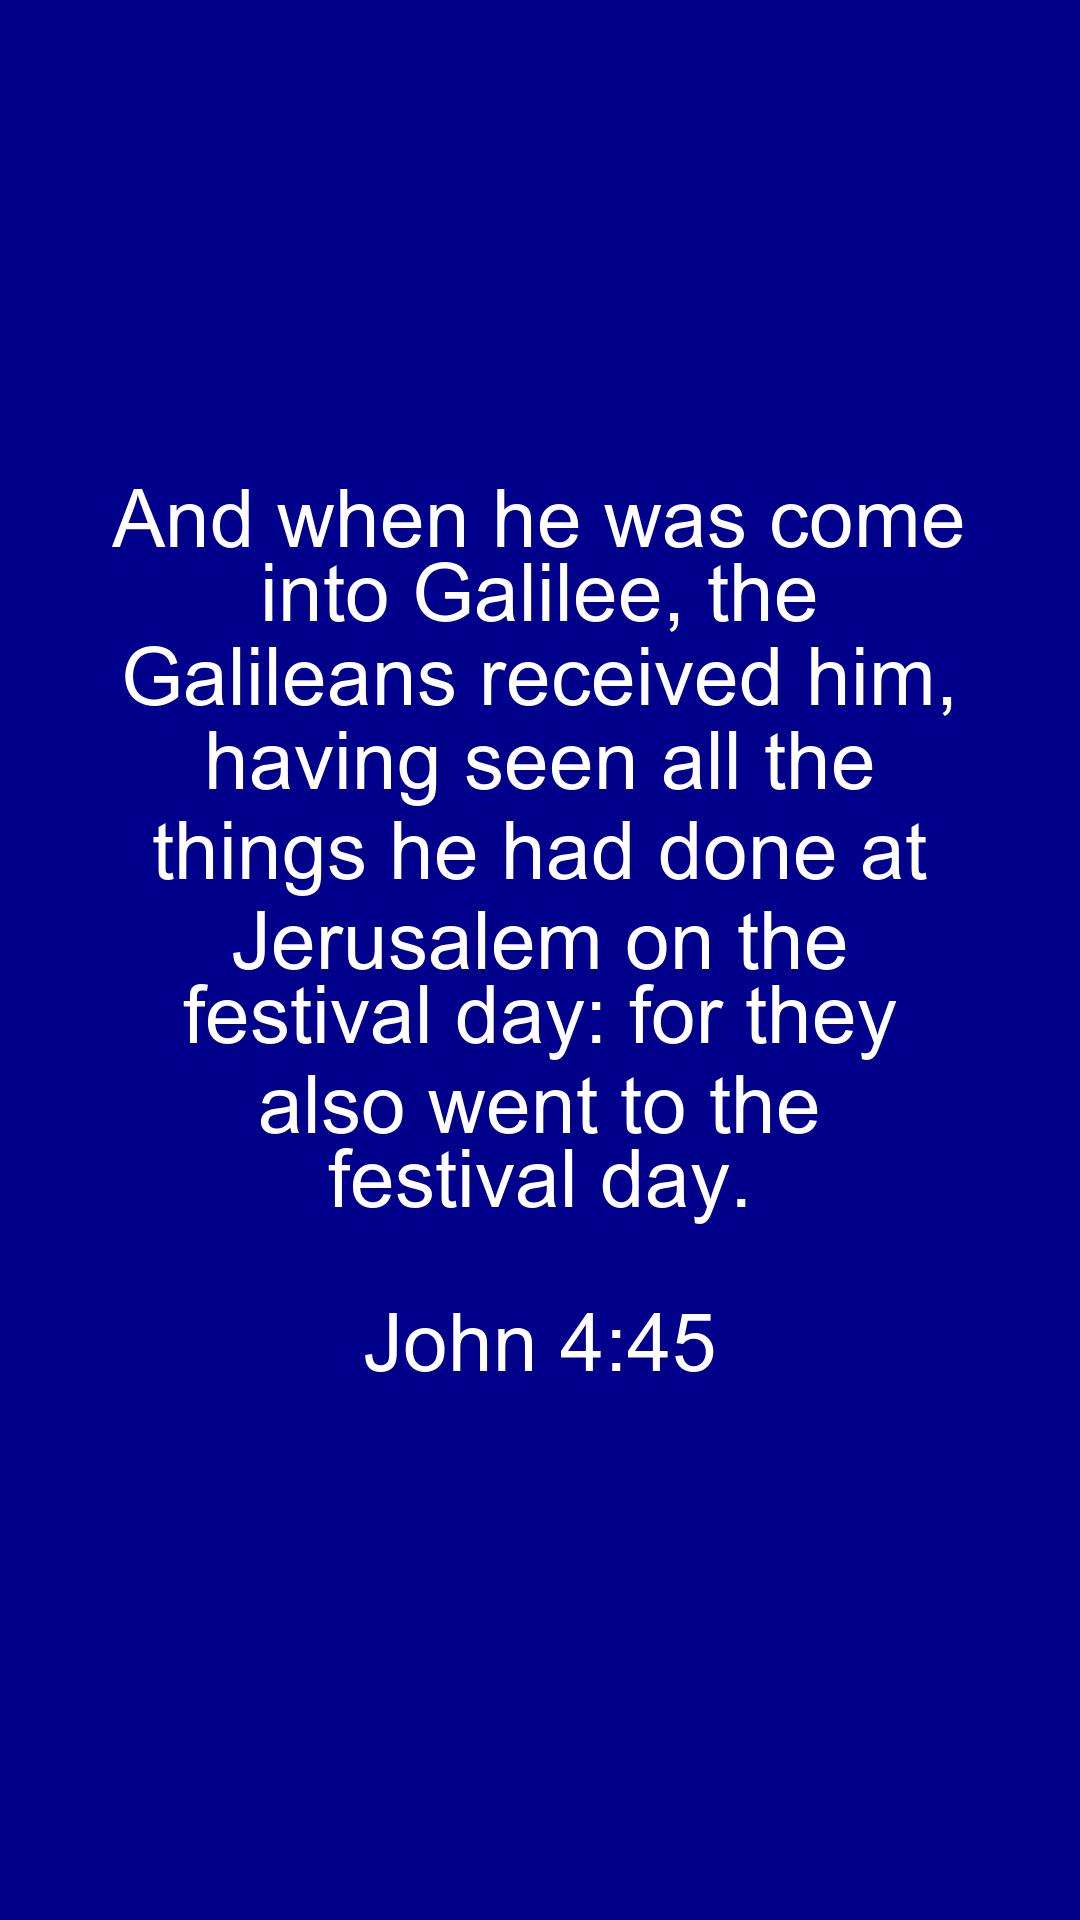 And when he was come
into Galilee, the
Galileans received him,
having seen all the
things he had done at
Jerusalem on the
festival day: for they
also went to the
festival day.
John 4:45